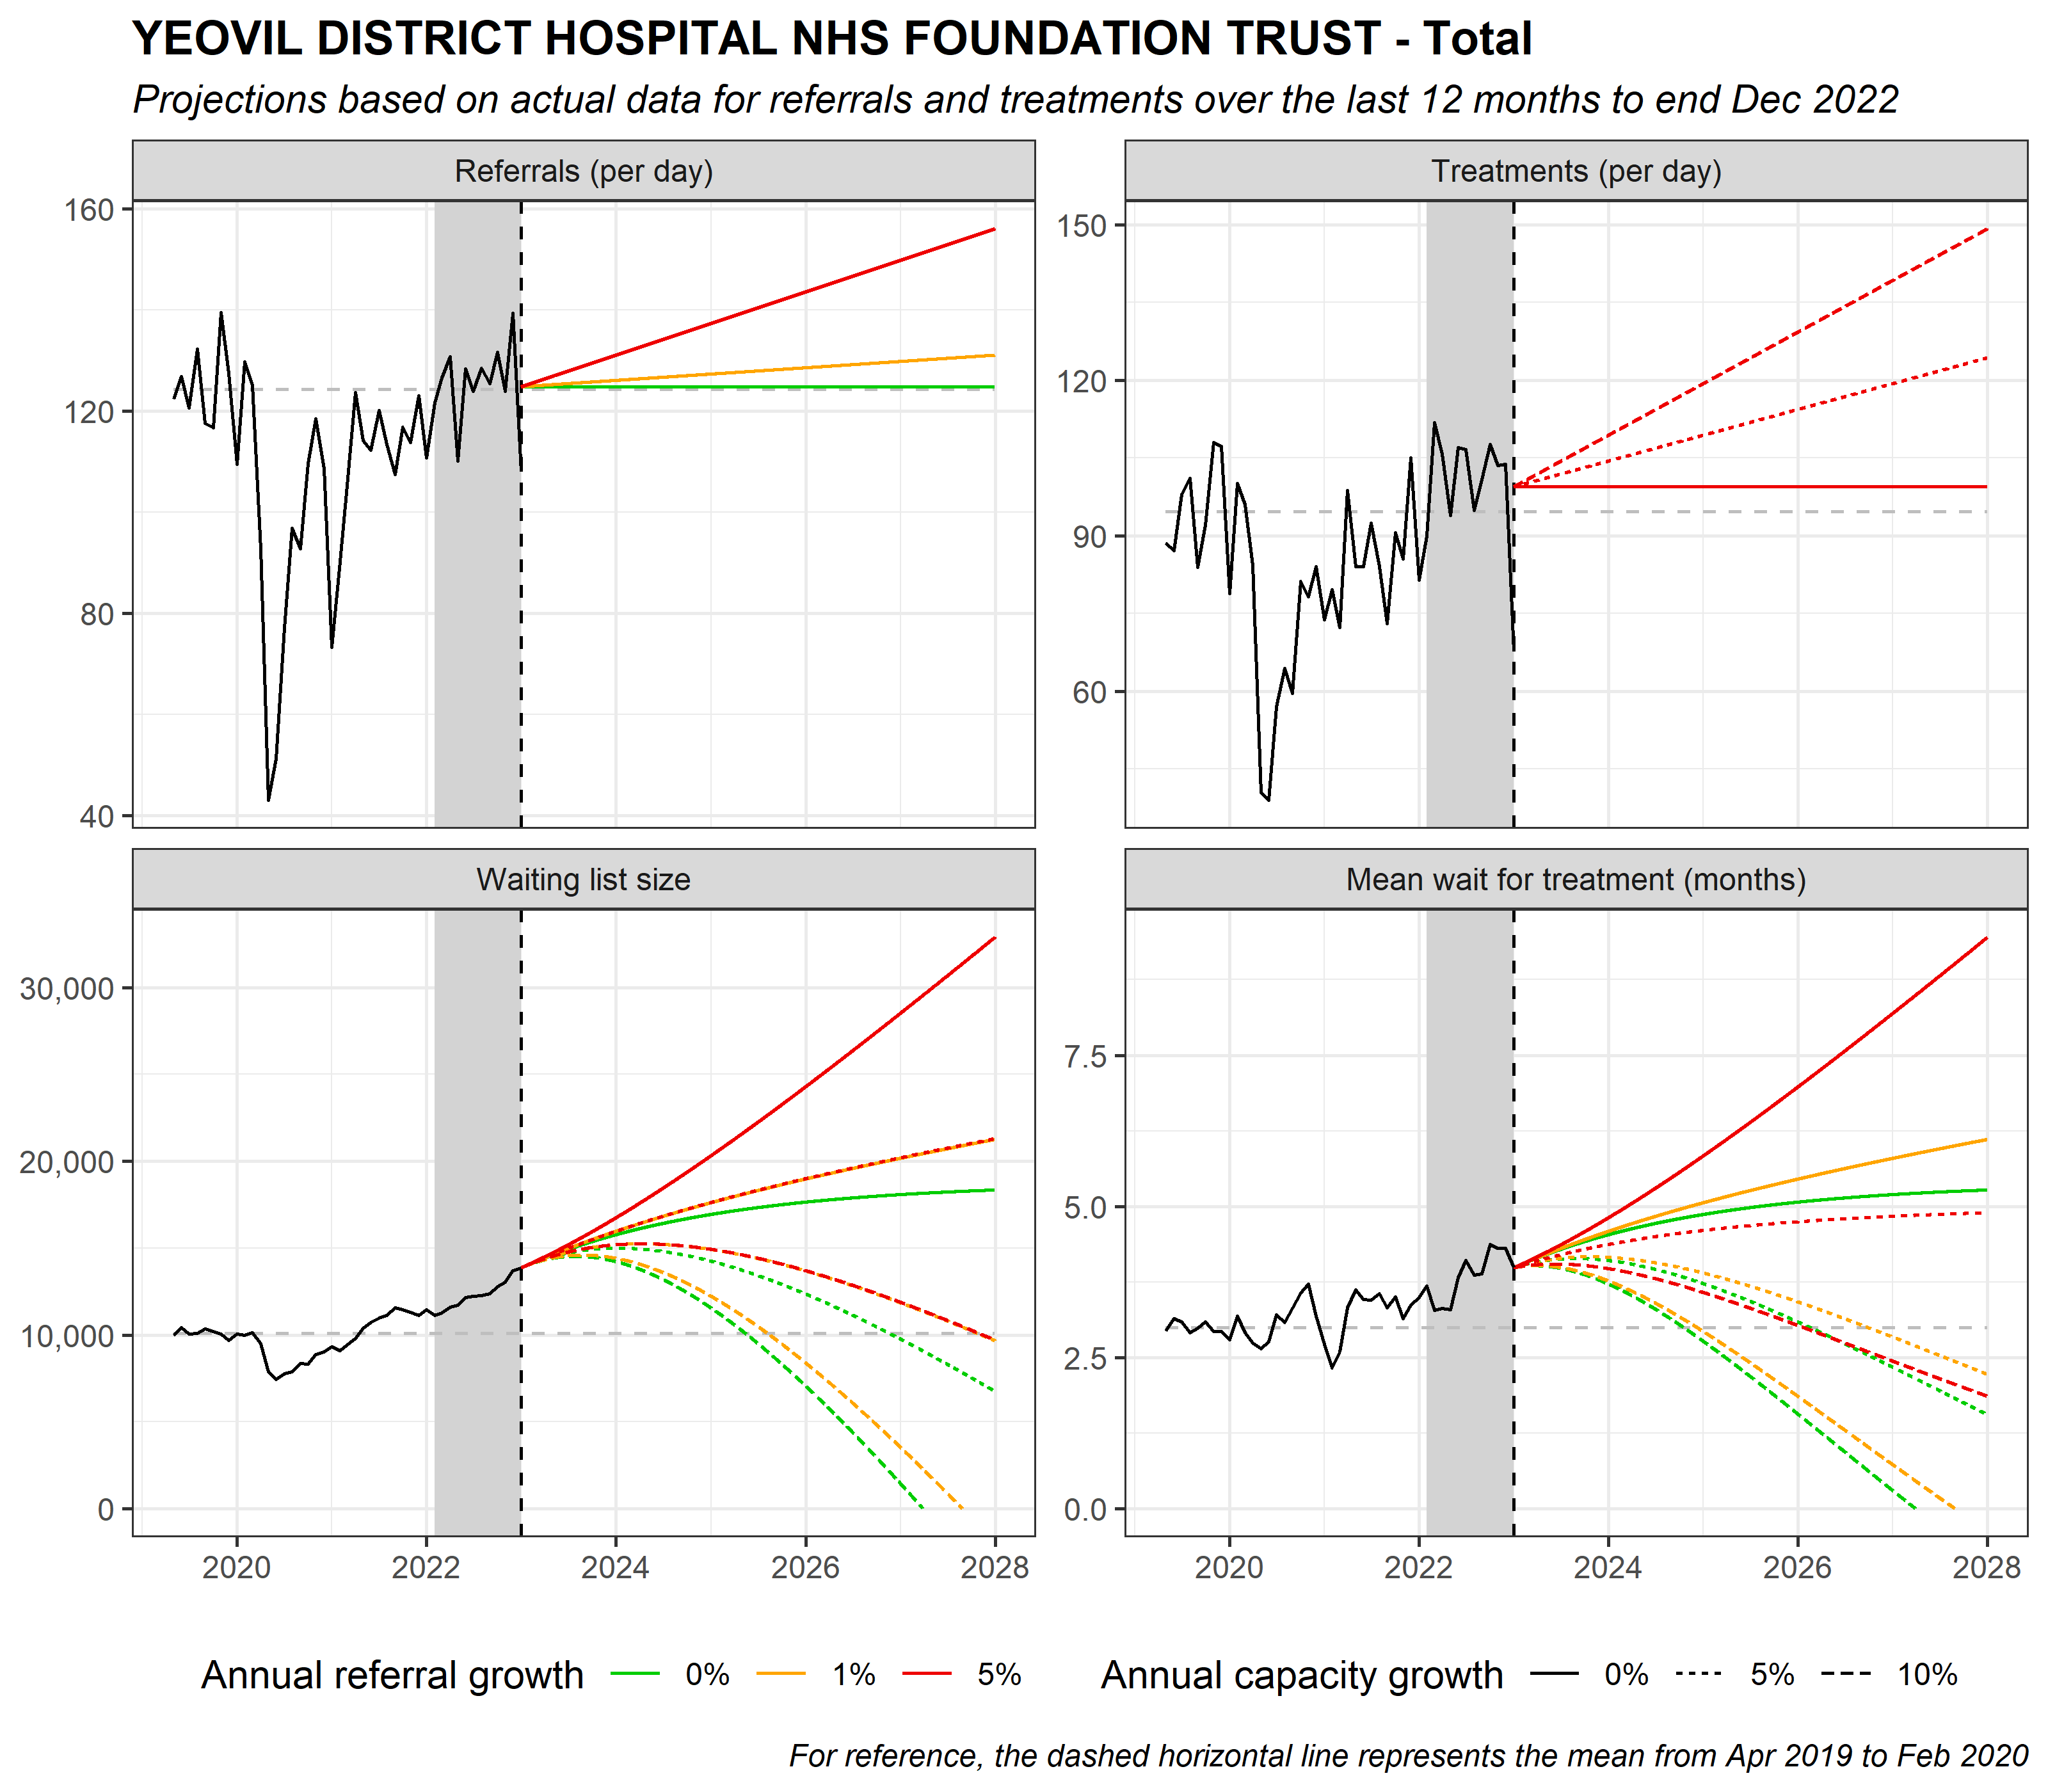 YEOVIL DISTRICT HOSPITAL NHS FOUNDATION TRUST - Total
Projections based on actual data for referrals and treatments over the last 12 months to end Dec 2022
Referrals (per day)
160
120
80
40
Treatments (per day)
150
120
90
60
Waiting list size
30,000
20,000
10,000
0
2020 2022 2024 2026 2028
Mean wait for treatment (months)
7.5
5.0
2.5
0.0
2020 2022 2024 2026 2028
Annual referral growth 0% 1% 5%
Annual capacity growth 0% 5% 10%
For reference, the dashed horizontal line represents the mean from Apr 2019 to Feb 2020